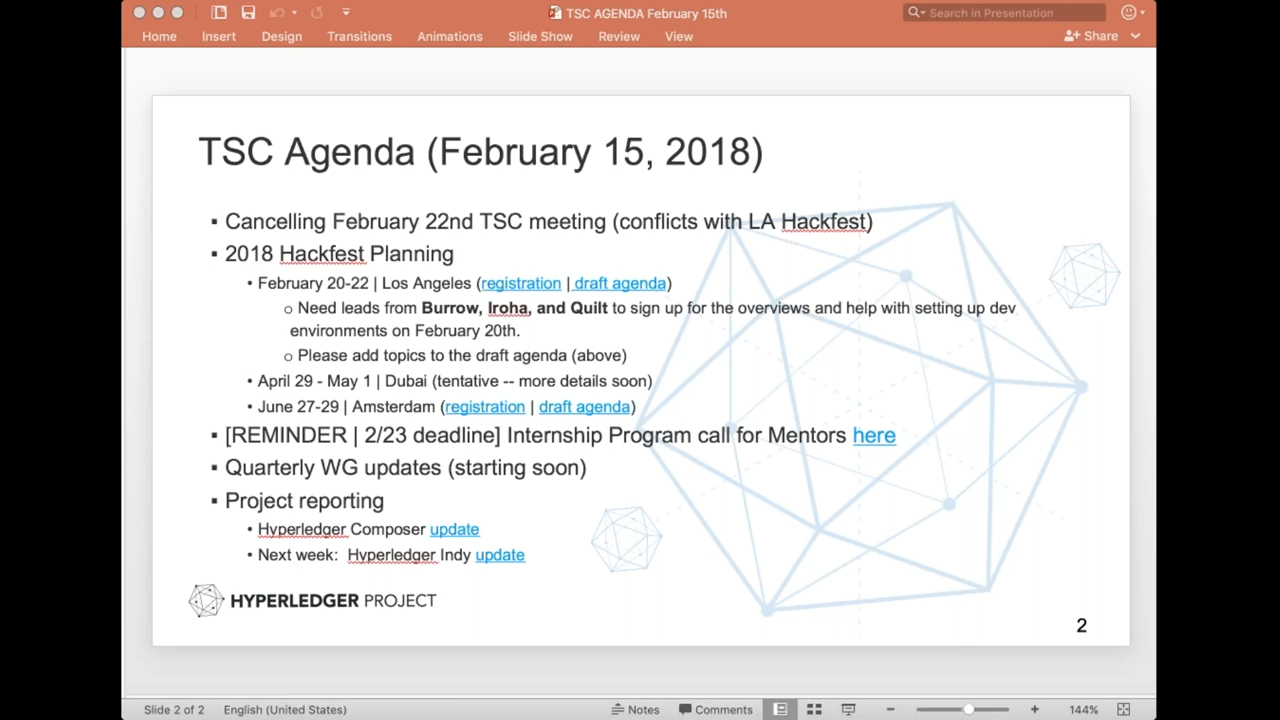 TSC AGENDA February 15th
Search in Presentation
Home Insert Design Transitions Animations Slide Show Review View Share
TSC Agenda (February 15, 2018)
▪ Cancelling February 22nd TSC meeting (conflicts with LA Hackfest)
▪ 2018 Hackfest Planning
• February 20-22 | Los Angeles (registration | draft agenda)
o Need leads from Burrow, Iroha, and Quilt to sign up for the overviews and help with setting up dev
environments on February 20th.
o Please add topics to the draft agenda (above)
• April 29 - May 1 | Dubai (tentative -- more details soon)
• June 27-29 | Amsterdam (registration | draft agenda)
▪ [REMINDER | 2/23 deadline] Internship Program call for Mentors here
▪ Quarterly WG updates (starting soon)
▪ Project reporting
• Hyperledger Composer update
• Next week: Hyperledger Indy update
HYPERLEDGER PROJECT
2
Slide 2 of 2 English (United States) Notes Comments 144%